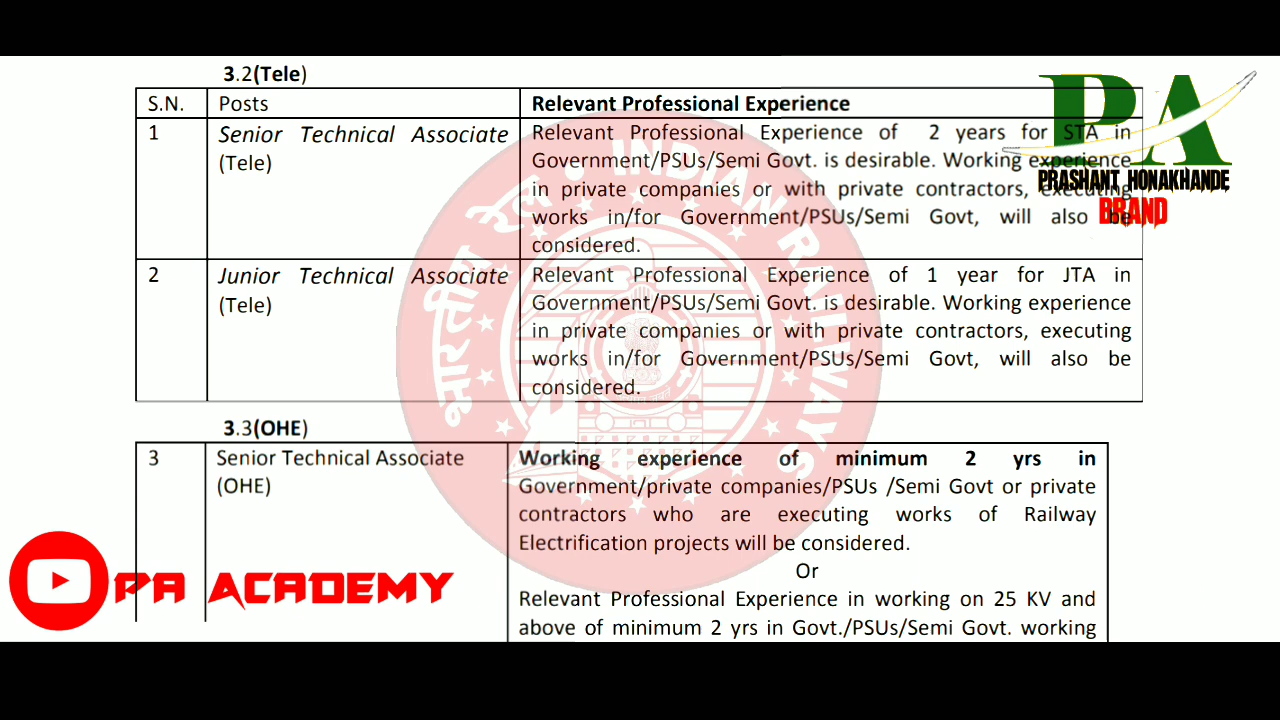 3.2(Tele)
S.N. Posts Relevant Professional Experience
1 Senior Technical Associate (Tele)
Relevant Professional Experience of 2 years for STA in
Government/PSUs/Semi Govt. is desirable. Working experience
in private companies or with private contractors, executing
works in/for Government/PSUs/Semi Govt, will also be
considered.
2 Junior Technical Associate (Tele)
Relevant Professional Experience of 1 year for JTA in
Government/PSUs/Semi Govt. is desirable. Working experience
in private companies or with private contractors, executing
works in/for Government/PSUs/Semi Govt, will also be
considered.
3.3(OHE)
3 Senior Technical Associate
(OHE)
Working experience of minimum 2 yrs in
Government/private companies/PSUs /Semi Govt or private
contractors who are executing works of Railway
Electrification projects will be considered.
Or
Relevant Professional Experience in working on 25 KV and
above of minimum 2 yrs in Govt./PSUs/Semi Govt. working
PA
PRASHANT HONAKHANDE
BRAND
PA ACADEMY
भारतीय रेल
INDIAN RAILWAYS